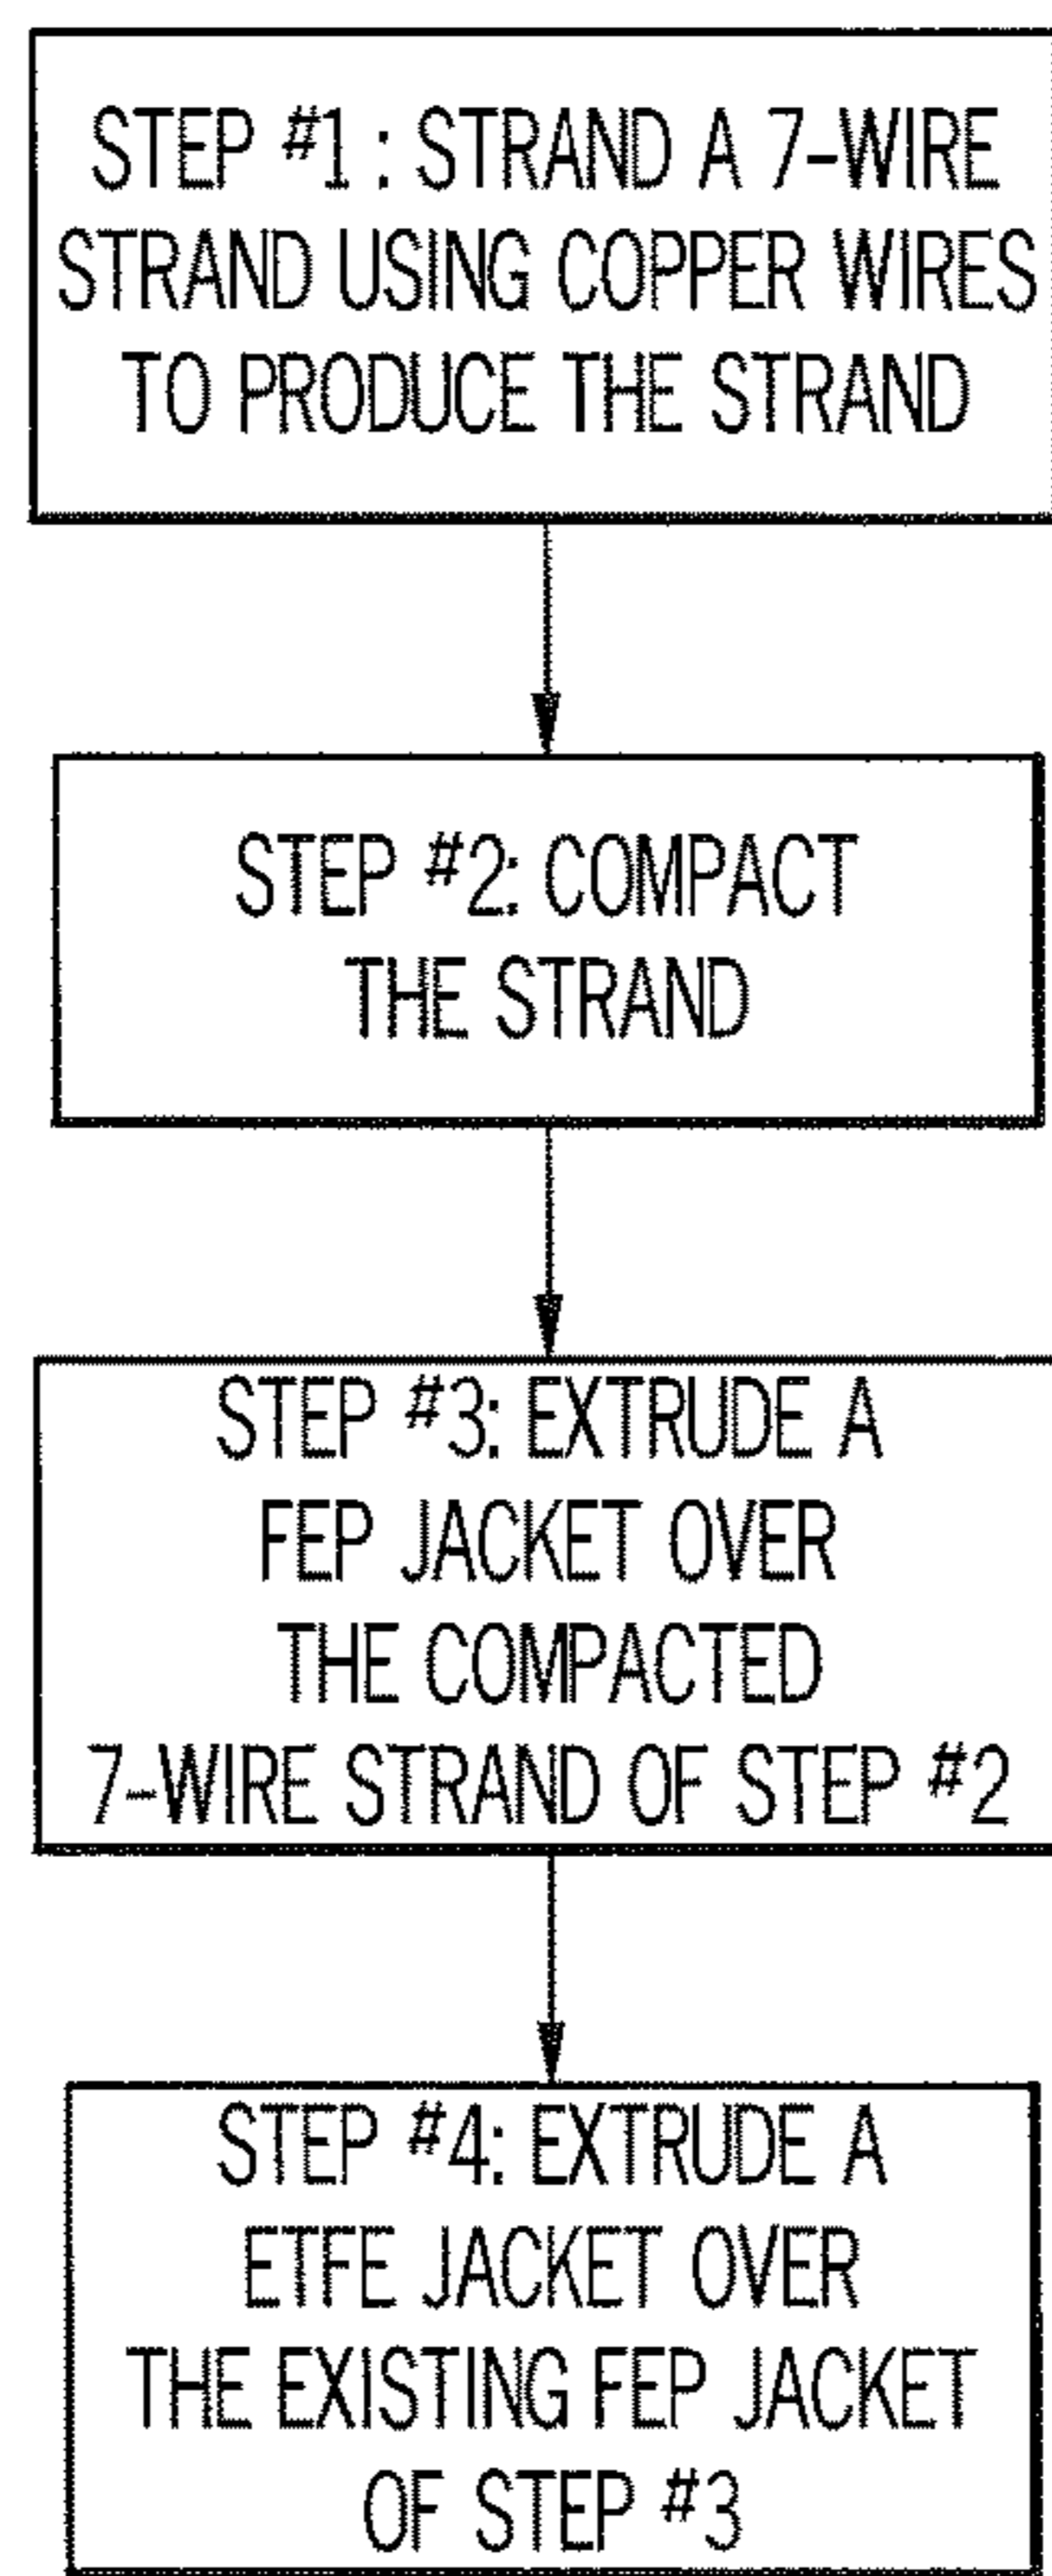 STEP #1 : STRAND A 7-WIRE
STRAND USING COPPER WIRES
TO PRODUCE THE STRAND
STEP #2: COMPACT
THE STRAND
STEP #3: EXTRUDE A
FEP JACKET OVER
THE COMPACTED
7-WIRE STRAND OF STEP #2
STEP #4: EXTRUDE A
ETFE JACKET OVER
THE EXISTING FEP JACKET
OF STEP #3